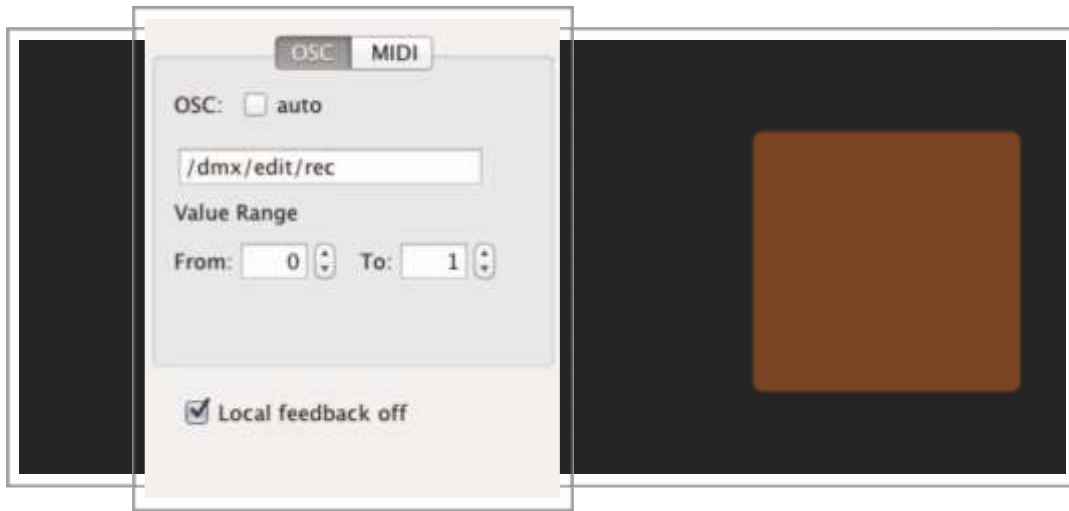 OSC MIDI
OSC: auto
/dmx/edit/rec
Value Range
From: 0 To: 1
Local feedback off